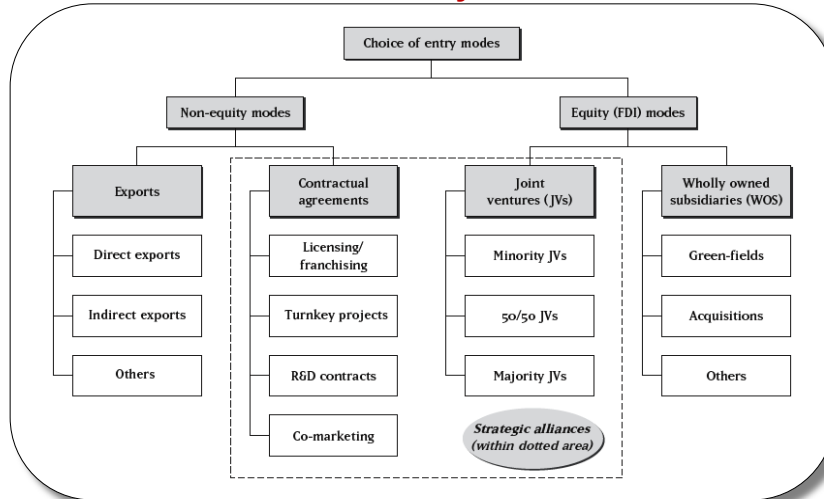 Choice of entry modes
Non-equity modes
Equity (FDI) modes
Exports
Contractual
agreements
Joint
ventures (JVs)
Wholly owned
subsidiaries (WOS)
Direct exports
Licensing/
franchising
Minority JVs
Green-fields
Indirect exports
Turnkey projects
50/50 JVs
Acquisitions
Others
R&D contracts
Majority JVs
Others
Co-marketing
Strategic alliances
(within dotted area)